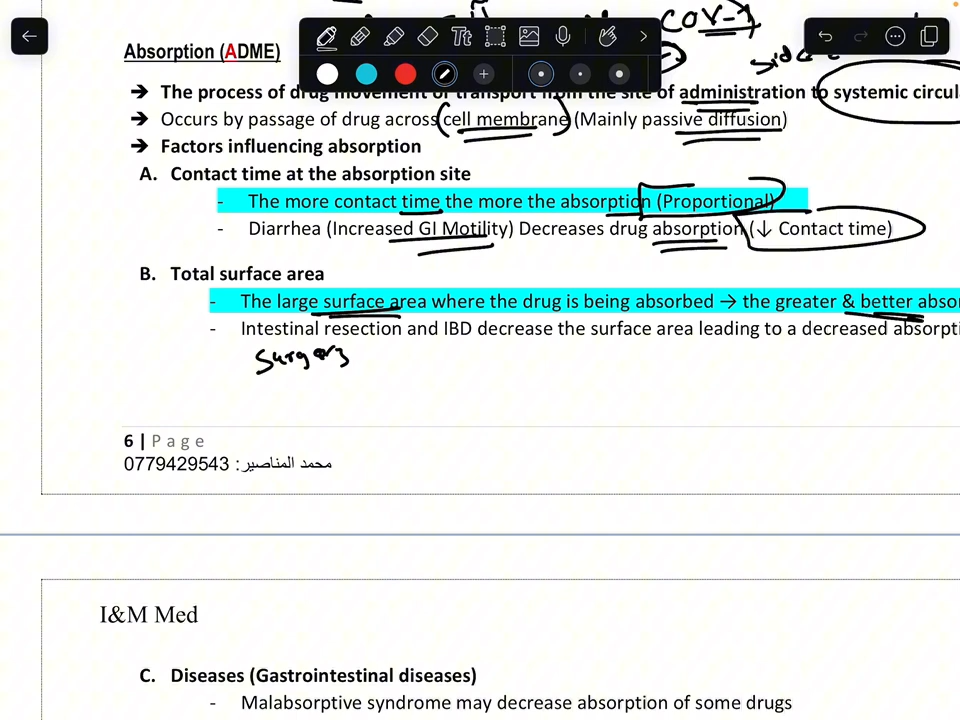 COV-1
Absorption (ADME)
➔ The process of drug movement or transport from the site of administration to systemic circul
➔ Occurs by passage of drug across (cell membrane) (Mainly passive diffusion)
➔ Factors influencing absorption
A. Contact time at the absorption site
- The more contact time the more the absorption (Proportional)
- Diarrhea (Increased GI Motility) Decreases drug absorption (↓ Contact time)
B. Total surface area
- The large surface area where the drug is being absorbed → the greater & better abso
- Intestinal resection and IBD decrease the surface area leading to a decreased absorpti
Surgery
6 | Page
محمد المناصير: 0779429543
I&M Med
C. Diseases (Gastrointestinal diseases)
- Malabsorptive syndrome may decrease absorption of some drugs